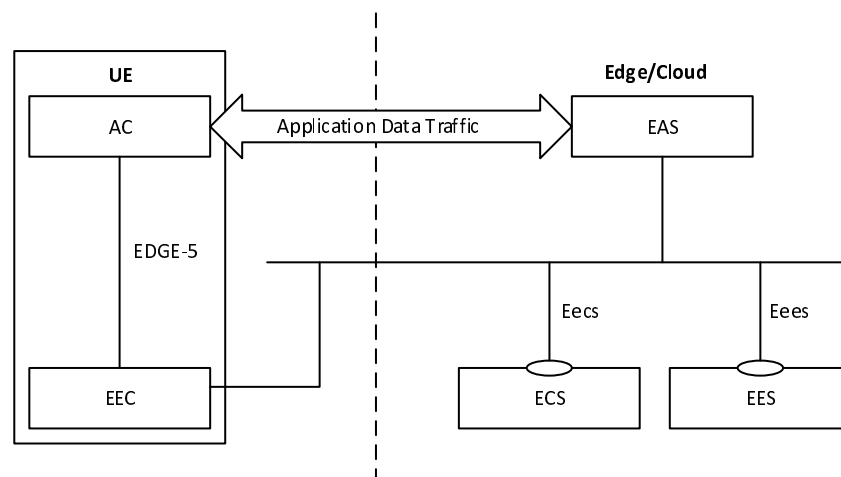 UE
Edge/Cloud
AC
Application Data Traffic
EAS
EDGE-5
Eecs
Eees
EEC
ECS
EES